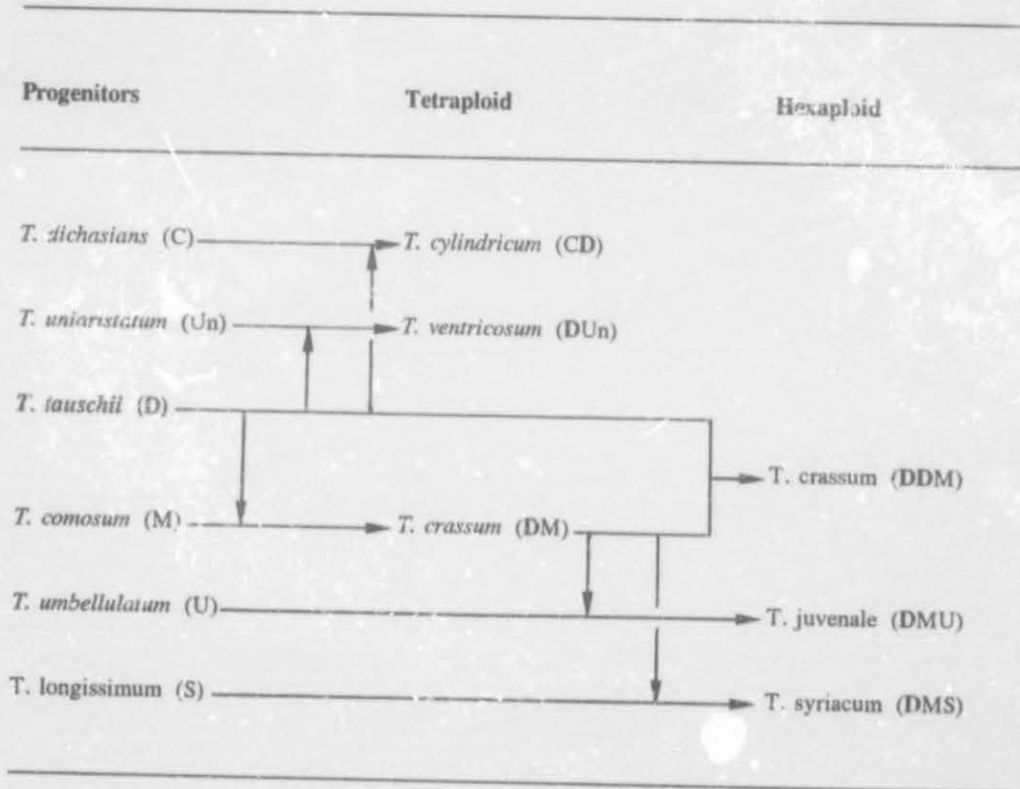 Progenitors Tetraploid Hexaploid
T. dichasians (C) T. cylindricum (CD)
T. uniaristatum (Un) T. ventricosum (DUn)
T. tauschii (D)
T. crassum (DDM)
T. comosum (M) T. crassum (DM)
T. umbellulatum (U) T. juvenale (DMU)
T. longissimum (S) T. syriacum (DMS)